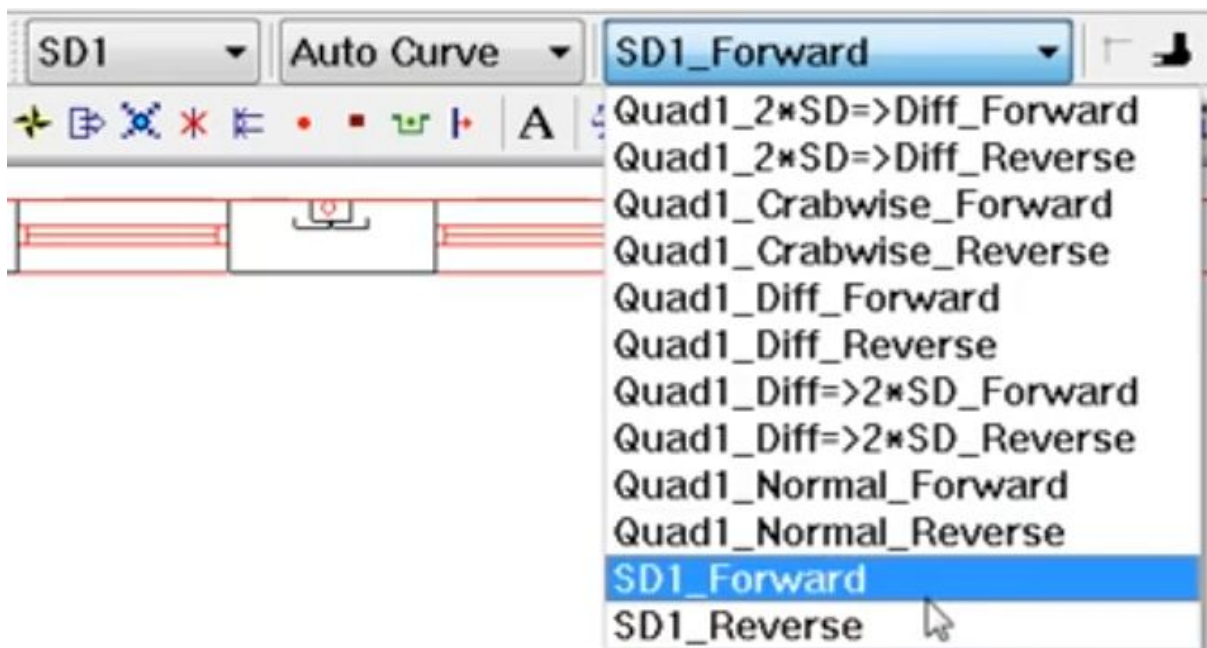 SD1 Auto Curve SD1_Forward
A
Quad1_2*SD=>Diff_Forward
Quad1_2*SD=>Diff_Reverse
Quad1_Crabwise_Forward
Quad1_Crabwise_Reverse
Quad1_Diff_Forward
Quad1_Diff_Reverse
Quad1_Diff=>2*SD_Forward
Quad1_Diff=>2*SD_Reverse
Quad1_Normal_Forward
Quad1_Normal_Reverse
SD1_Forward
SD1_Reverse